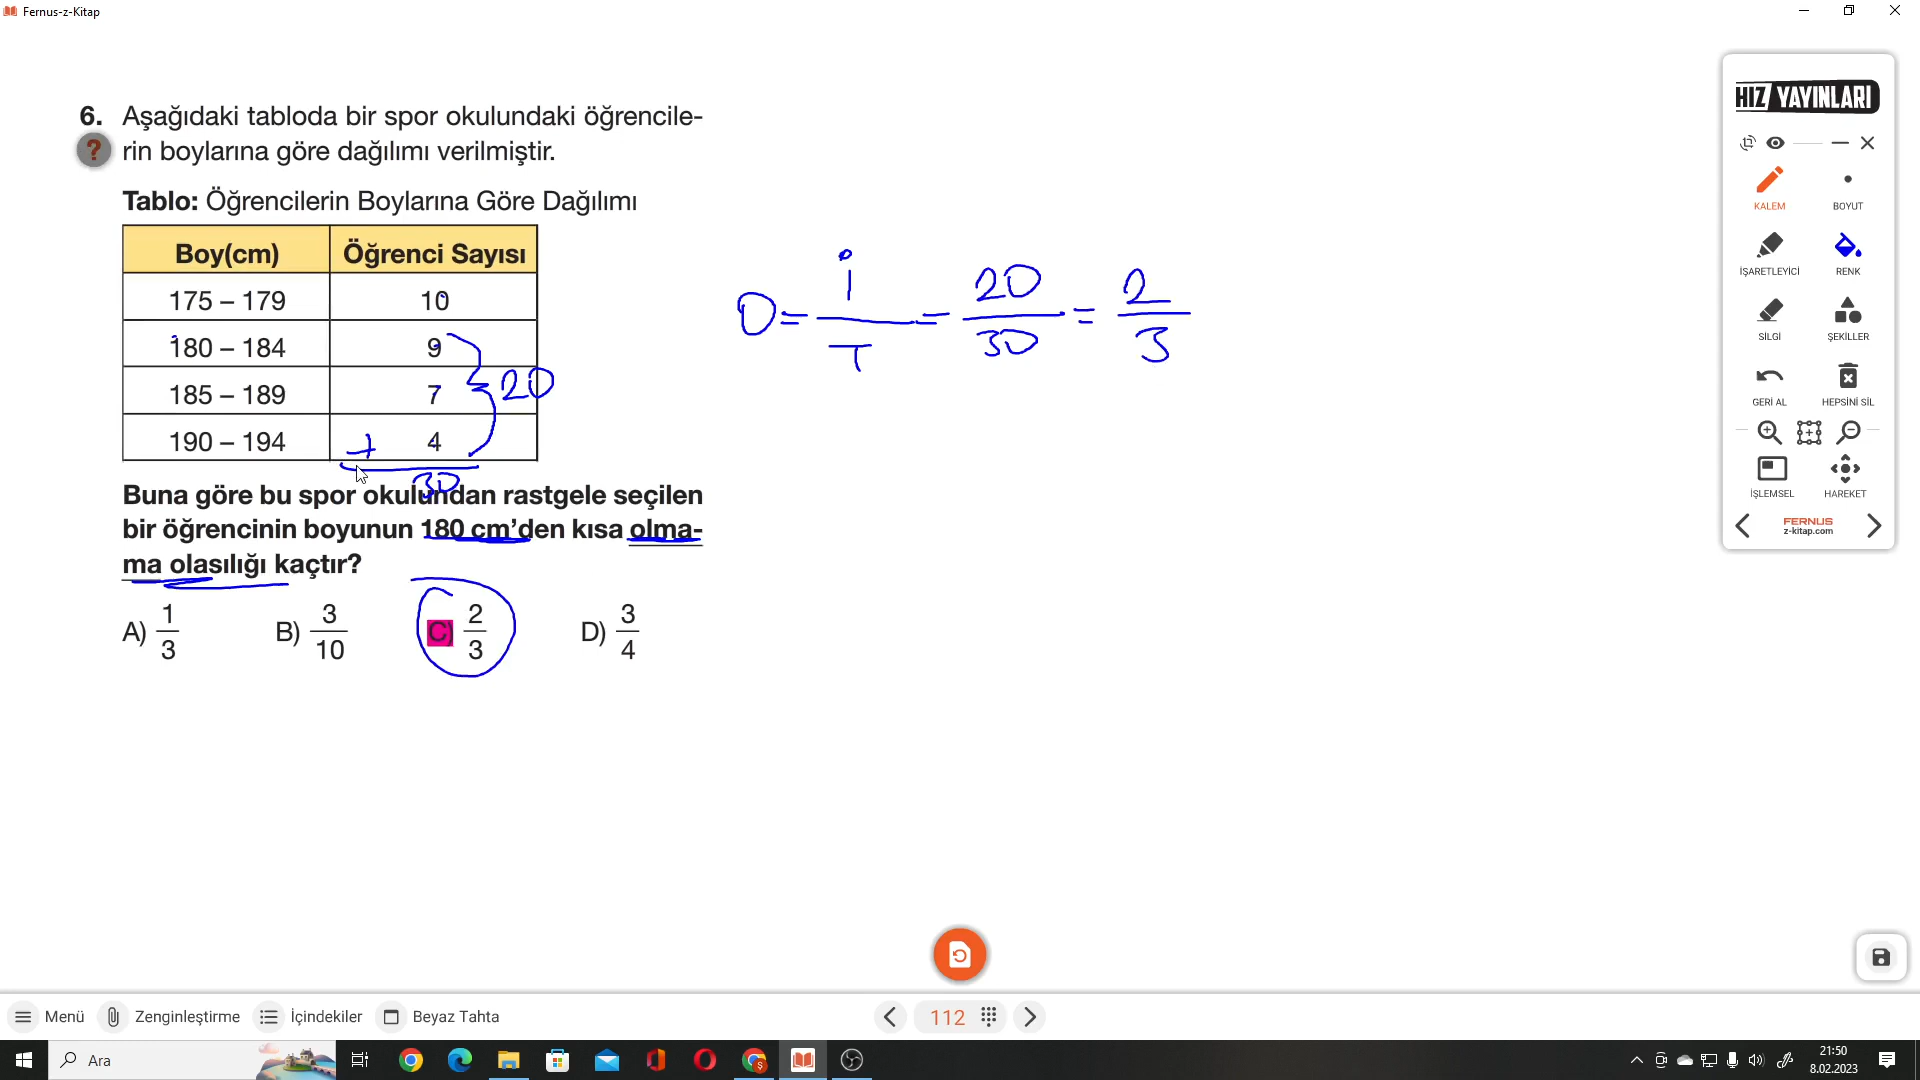 Fernus-z-Kitap
6. Aşağıdaki tabloda bir spor okulundaki öğrencile-
? rin boylarına göre dağılımı verilmiştir.
Tablo: Öğrencilerin Boylarına Göre Dağılımı
Boy(cm) Öğrenci Sayısı
175 – 179 10
180 – 184 9
185 – 189 7
190 – 194 4
20
+
30
O = i / T = 20 / 30 = 2 / 3
Buna göre bu spor okulundan rastgele seçilen
bir öğrencinin boyunun 180 cm’den kısa olma-
ma olasılığı kaçtır?
A) 1/3 B) 3/10 C) 2/3 D) 3/4
HIZ YAYINLARI
KALEM BOYUT
İŞARETLEYİCİ RENK
SİLGİ ŞEKİLLER
GERİ AL HEPSİNİ SİL
İŞLEMSEL HAREKET
FERNUS
z-kitap.com
Menü Zenginleştirme İçindekiler Beyaz Tahta 112
Ara
21:50
8.02.2023